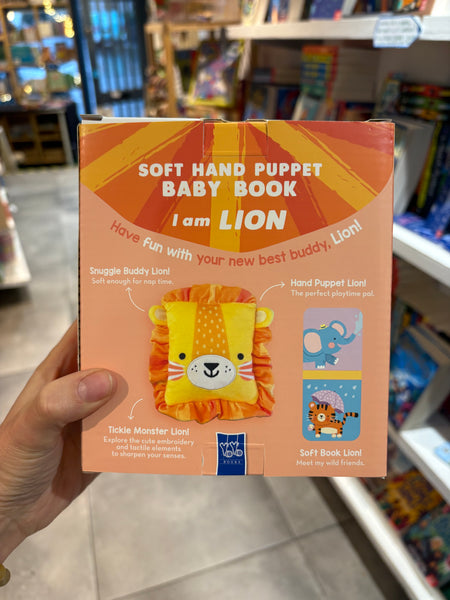 SOFT HAND PUPPET
BABY BOOK
I am LION
Have fun with your new best buddy, Lion!
Snuggle Buddy Lion!
Soft enough for nap time.
Hand Puppet Lion!
The perfect playtime pal.
Tickle Monster Lion!
Explore the cute embroidery
and tactile elements
to sharpen your senses.
Soft Book Lion!
Meet my wild friends.
YOYO
BOOKS